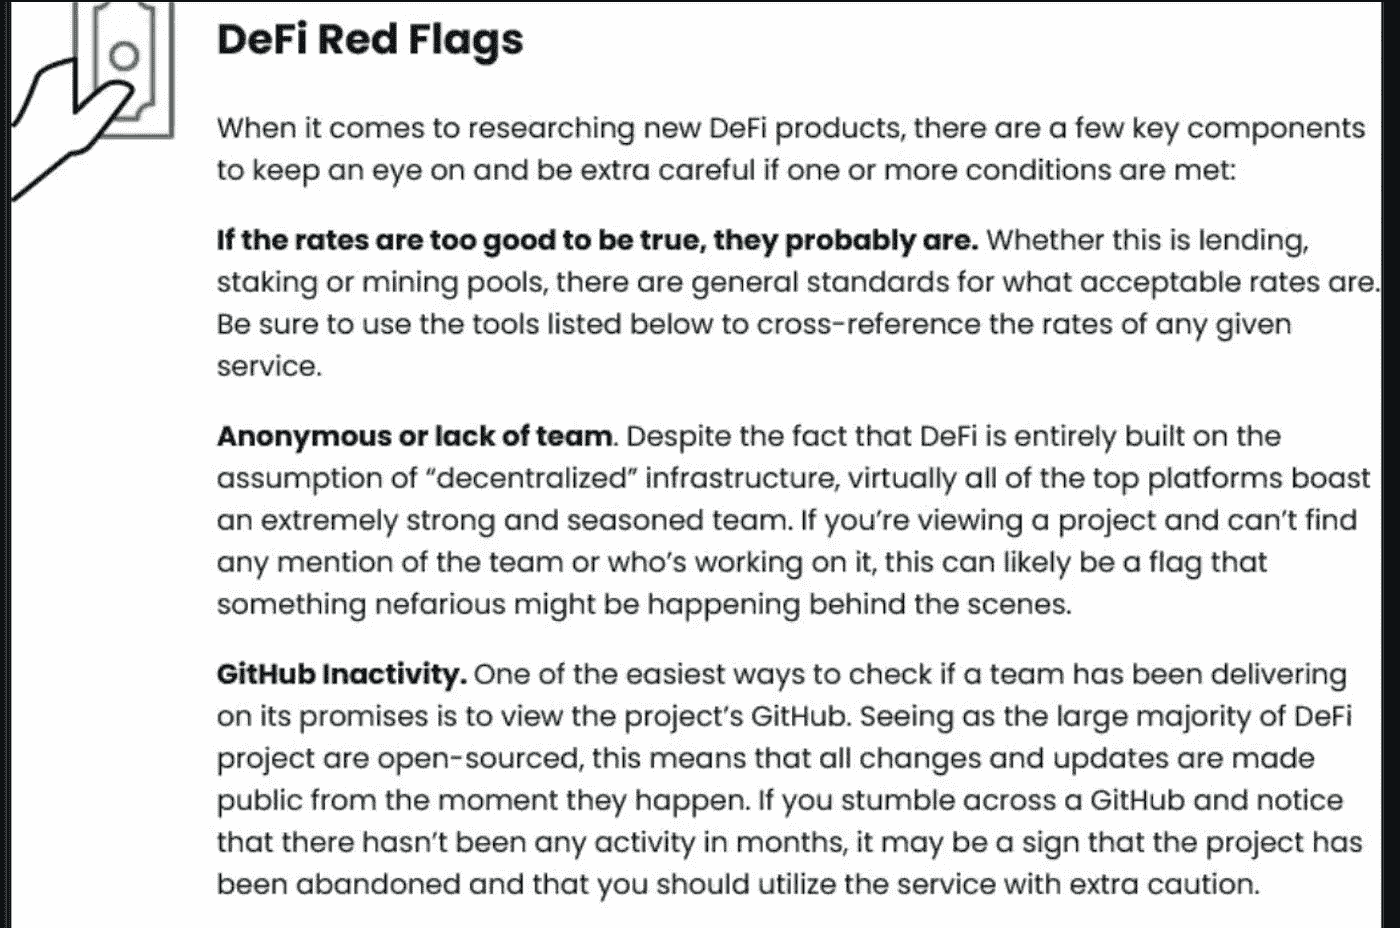 DeFi Red Flags
When it comes to researching new DeFi products, there are a few key components
to keep an eye on and be extra careful if one or more conditions are met:
If the rates are too good to be true, they probably are. Whether this is lending,
staking or mining pools, there are general standards for what acceptable rates are.
Be sure to use the tools listed below to cross-reference the rates of any given
service.
Anonymous or lack of team. Despite the fact that DeFi is entirely built on the
assumption of “decentralized” infrastructure, virtually all of the top platforms boast
an extremely strong and seasoned team. If you’re viewing a project and can’t find
any mention of the team or who’s working on it, this can likely be a flag that
something nefarious might be happening behind the scenes.
GitHub Inactivity. One of the easiest ways to check if a team has been delivering
on its promises is to view the project’s GitHub. Seeing as the large majority of DeFi
project are open-sourced, this means that all changes and updates are made
public from the moment they happen. If you stumble across a GitHub and notice
that there hasn’t been any activity in months, it may be a sign that the project has
been abandoned and that you should utilize the service with extra caution.